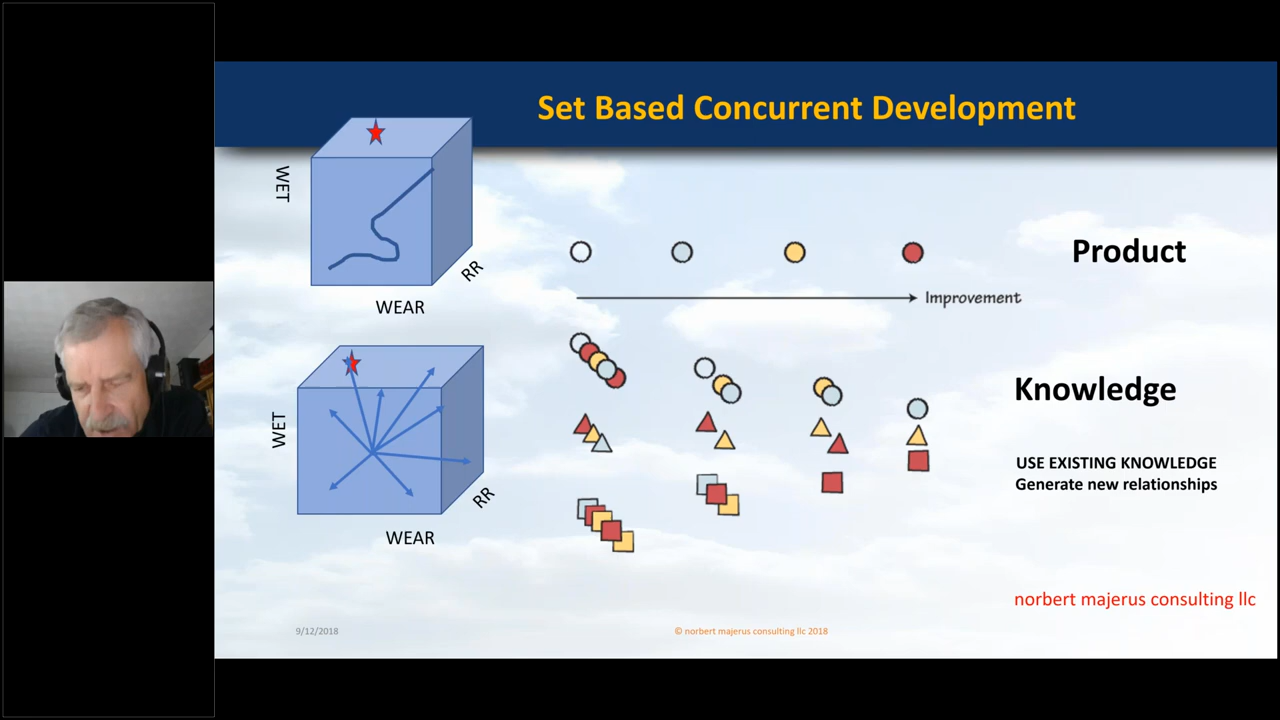 Set Based Concurrent Development
WET
RR
WEAR
Product
Improvement
WET
RR
WEAR
Knowledge
USE EXISTING KNOWLEDGE
Generate new relationships
norbert majerus consulting llc
9/12/2018
© norbert majerus consulting llc 2018